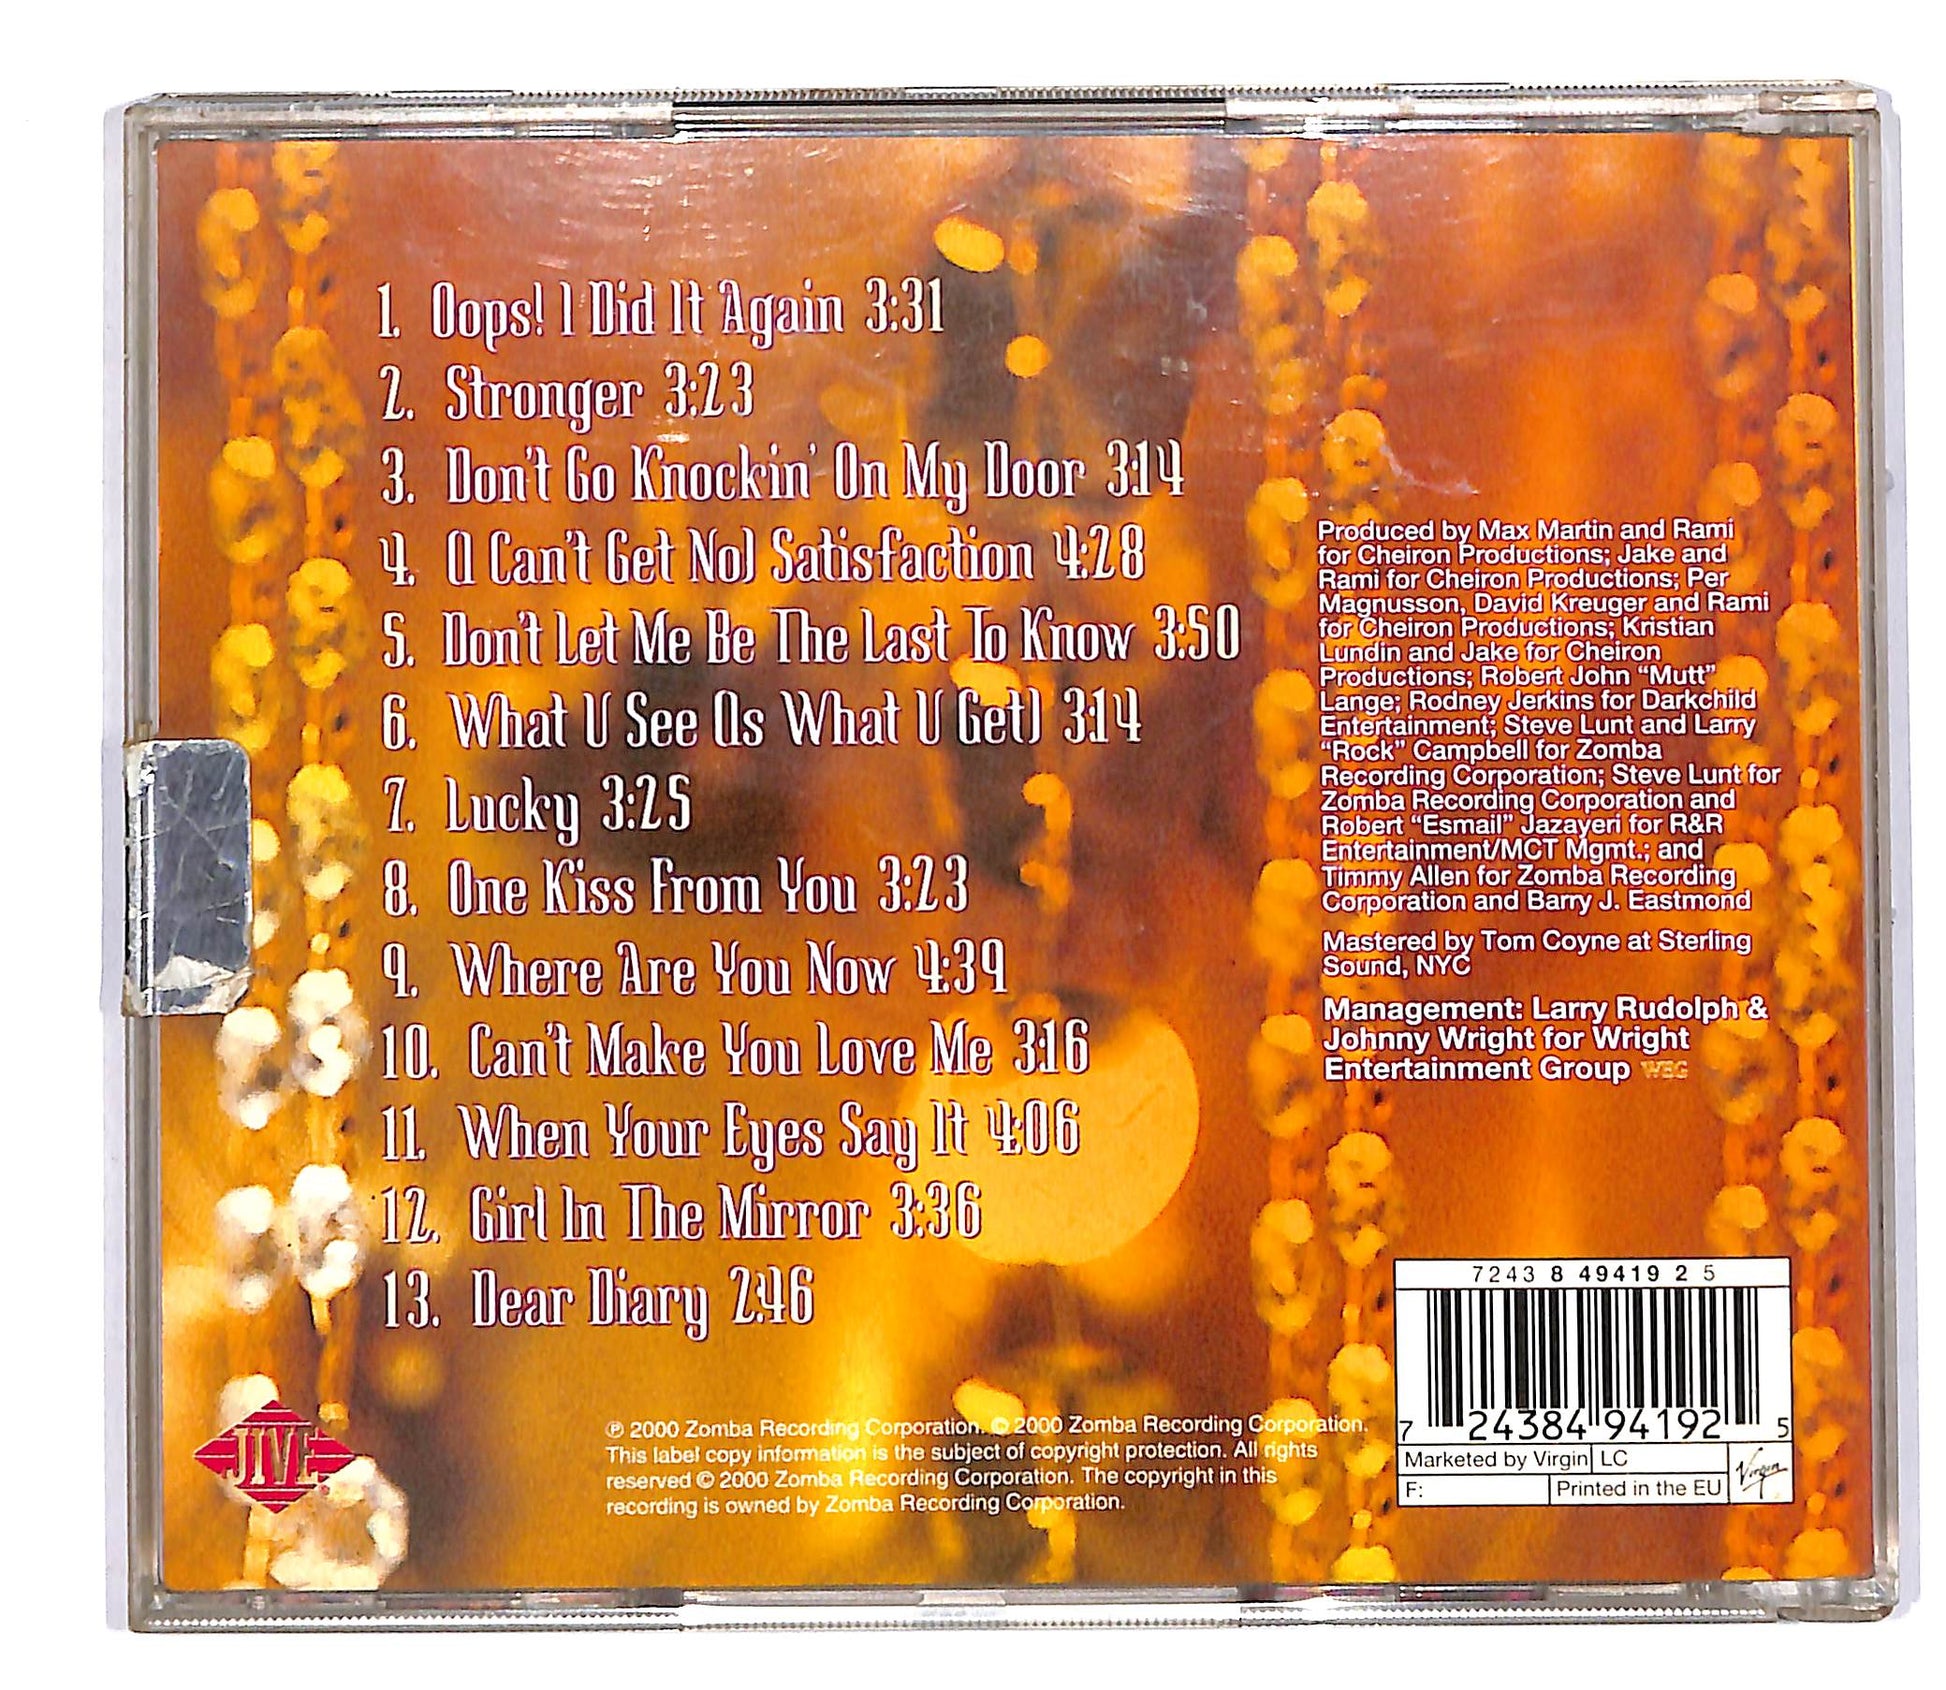 1. Oops! I Did It Again 3:31
2. Stronger 3:23
3. Don't Go Knockin' On My Door 3:14
4. (I Can't Get No) Satisfaction 4:28
5. Don't Let Me Be The Last To Know 3:50
6. What U See (Is What U Get) 3:14
7. Lucky 3:25
8. One Kiss From You 3:23
9. Where Are You Now 4:39
10. Can't Make You Love Me 3:16
11. When Your Eyes Say It 4:06
12. Girl In The Mirror 3:36
13. Dear Diary 2:46
Produced by Max Martin and Rami
for Cheiron Productions; Jake and
Rami for Cheiron Productions; Per
Magnusson, David Kreuger and Rami
for Cheiron Productions; Kristian
Lundin and Jake for Cheiron
Productions; Robert John “Mutt”
Lange; Rodney Jerkins for Darkchild
Entertainment; Steve Lunt and Larry
“Rock” Campbell for Zomba
Recording Corporation; Steve Lunt for
Zomba Recording Corporation and
Robert “Esmail” Jazayeri for R&R
Entertainment/MCT Mgmt.; and
Timmy Allen for Zomba Recording
Corporation and Barry J. Eastmond
Mastered by Tom Coyne at Sterling
Sound, NYC
Management: Larry Rudolph &
Johnny Wright for Wright
Entertainment Group WEG
JIVE
℗ 2000 Zomba Recording Corporation. © 2000 Zomba Recording Corporation.
This label copy information is the subject of copyright protection. All rights
reserved © 2000 Zomba Recording Corporation. The copyright in this
recording is owned by Zomba Recording Corporation.
7243 8 49419 2 5
7 24384 94192 5
Marketed by Virgin LC
F: Printed in the EU
Virgin